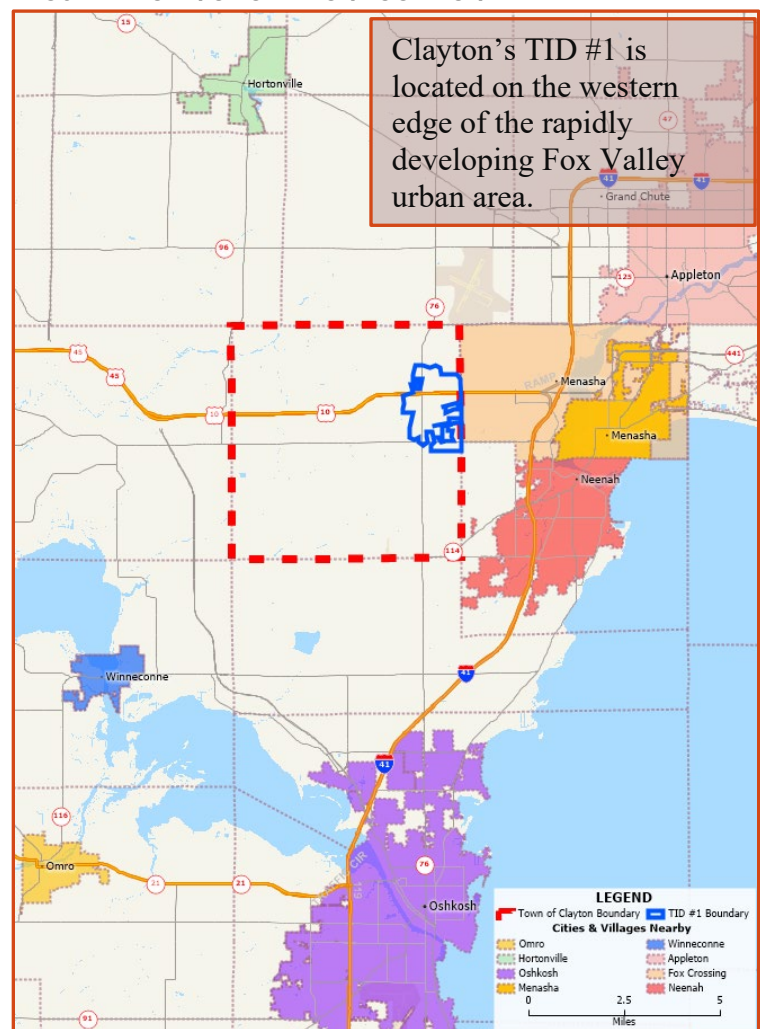 Clayton’s TID #1 is
located on the western
edge of the rapidly
developing Fox Valley
urban area.
15
Hortonville
47
41
41
Grand Chute
96
125
Appleton
76
45
441
45
RAMP
Menasha
10
10
Menasha
Neenah
114
Winneconne
41
41
116
76
Omro
21
21
CIR
Oshkosh
91
LEGEND
Town of Clayton Boundary TID #1 Boundary
Cities & Villages Nearby
Omro Winneconne
Hortonville Appleton
Oshkosh Fox Crossing
Menasha Neenah
0 2.5 5
Miles